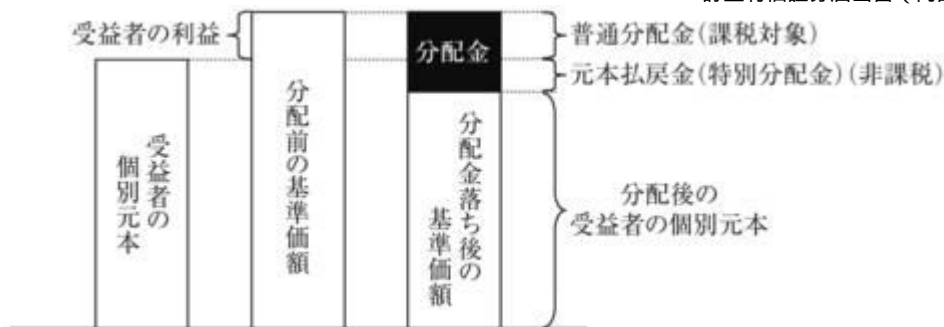 受益者の利益
分配金
普通分配金(課税対象)
元本払戻金(特別分配金)(非課税)
受益者の
個別元本
分配前の基準価額
分配金落ち後の
基準価額
分配後の
受益者の個別元本